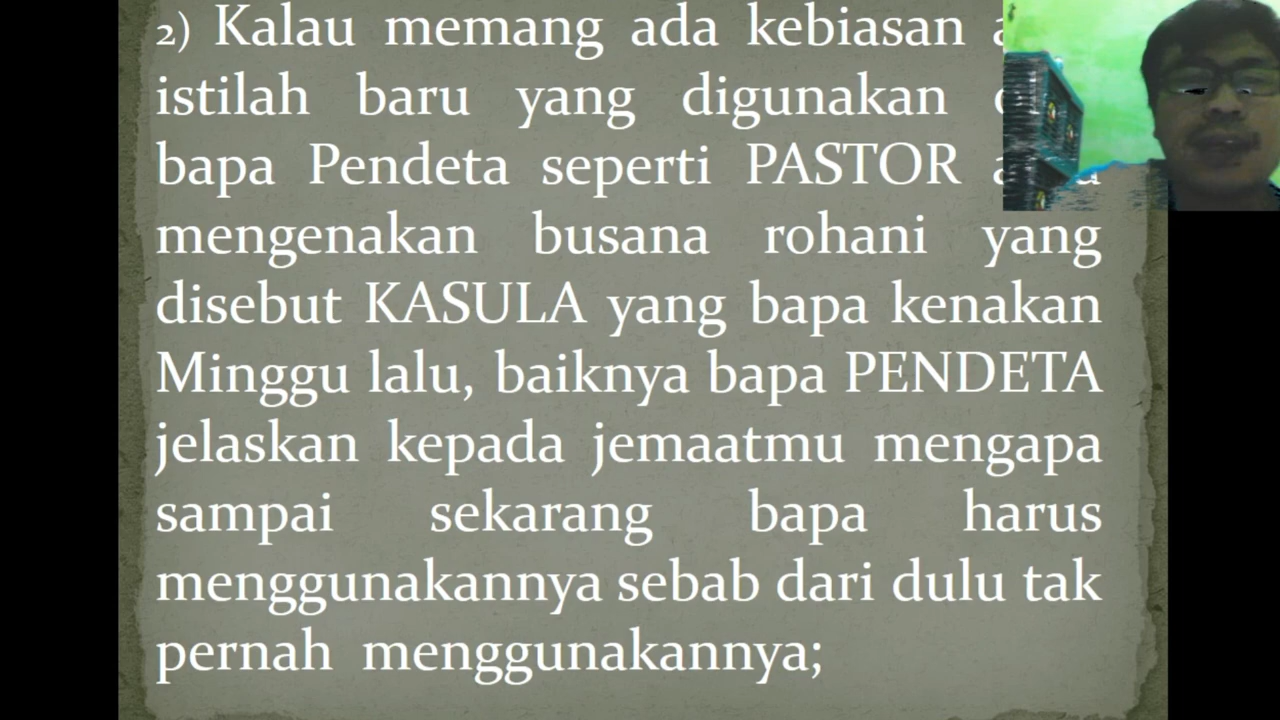 2) Kalau memang ada kebiasan
istilah baru yang digunakan
bapa Pendeta seperti PASTOR
mengenakan busana rohani yang
disebut KASULA yang bapa kenakan
Minggu lalu, baiknya bapa PENDETA
jelaskan kepada jemaatmu mengapa
sampai sekarang bapa harus
menggunakannya sebab dari dulu tak
pernah menggunakannya;